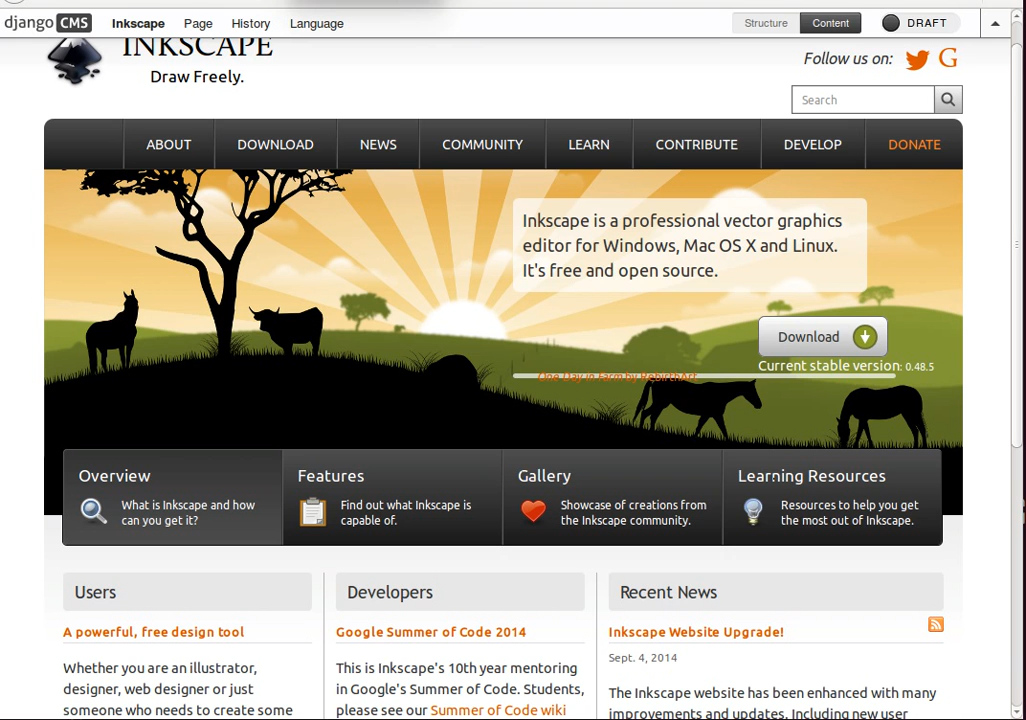 django CMS Inkscape Page History Language Structure Content DRAFT
INKSCAPE
Draw Freely.
Follow us on:
Search
ABOUT DOWNLOAD NEWS COMMUNITY LEARN CONTRIBUTE DEVELOP DONATE
Inkscape is a professional vector graphics
editor for Windows, Mac OS X and Linux.
It's free and open source.
Download
Current stable version: 0.48.5
One Day in Farm by RebirthArt
Overview
What is Inkscape and how
can you get it?
Features
Find out what Inkscape is
capable of.
Gallery
Showcase of creations from
the Inkscape community.
Learning Resources
Resources to help you get
the most out of Inkscape.
Users
A powerful, free design tool
Whether you are an illustrator,
designer, web designer or just
someone who needs to create some
Developers
Google Summer of Code 2014
This is Inkscape's 10th year mentoring
in Google's Summer of Code. Students,
please see our Summer of Code wiki
Recent News
Inkscape Website Upgrade!
Sept. 4, 2014
The Inkscape website has been enhanced with many
improvements and updates. Including new user